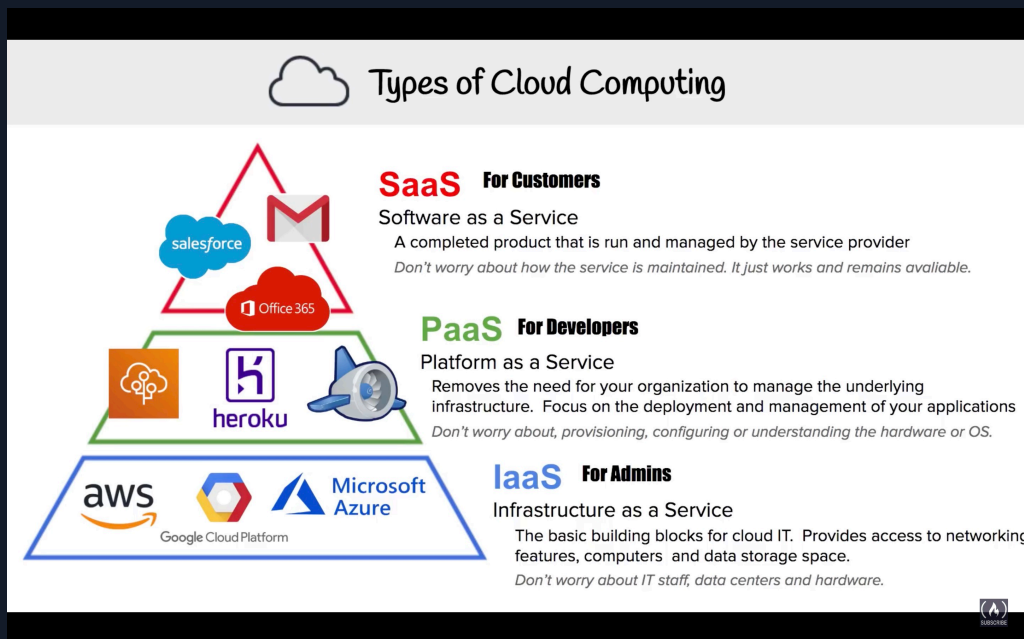 Types of Cloud Computing
SaaS For Customers
Software as a Service
A completed product that is run and managed by the service provider
Don't worry about how the service is maintained. It just works and remains avaliable.
salesforce
Office 365
PaaS For Developers
Platform as a Service
Removes the need for your organization to manage the underlying
infrastructure. Focus on the deployment and management of your applications
Don't worry about, provisioning, configuring or understanding the hardware or OS.
heroku
IaaS For Admins
Infrastructure as a Service
The basic building blocks for cloud IT. Provides access to networking
features, computers and data storage space.
Don't worry about IT staff, data centers and hardware.
aws
Google Cloud Platform
Microsoft
Azure
SUBSCRIBE